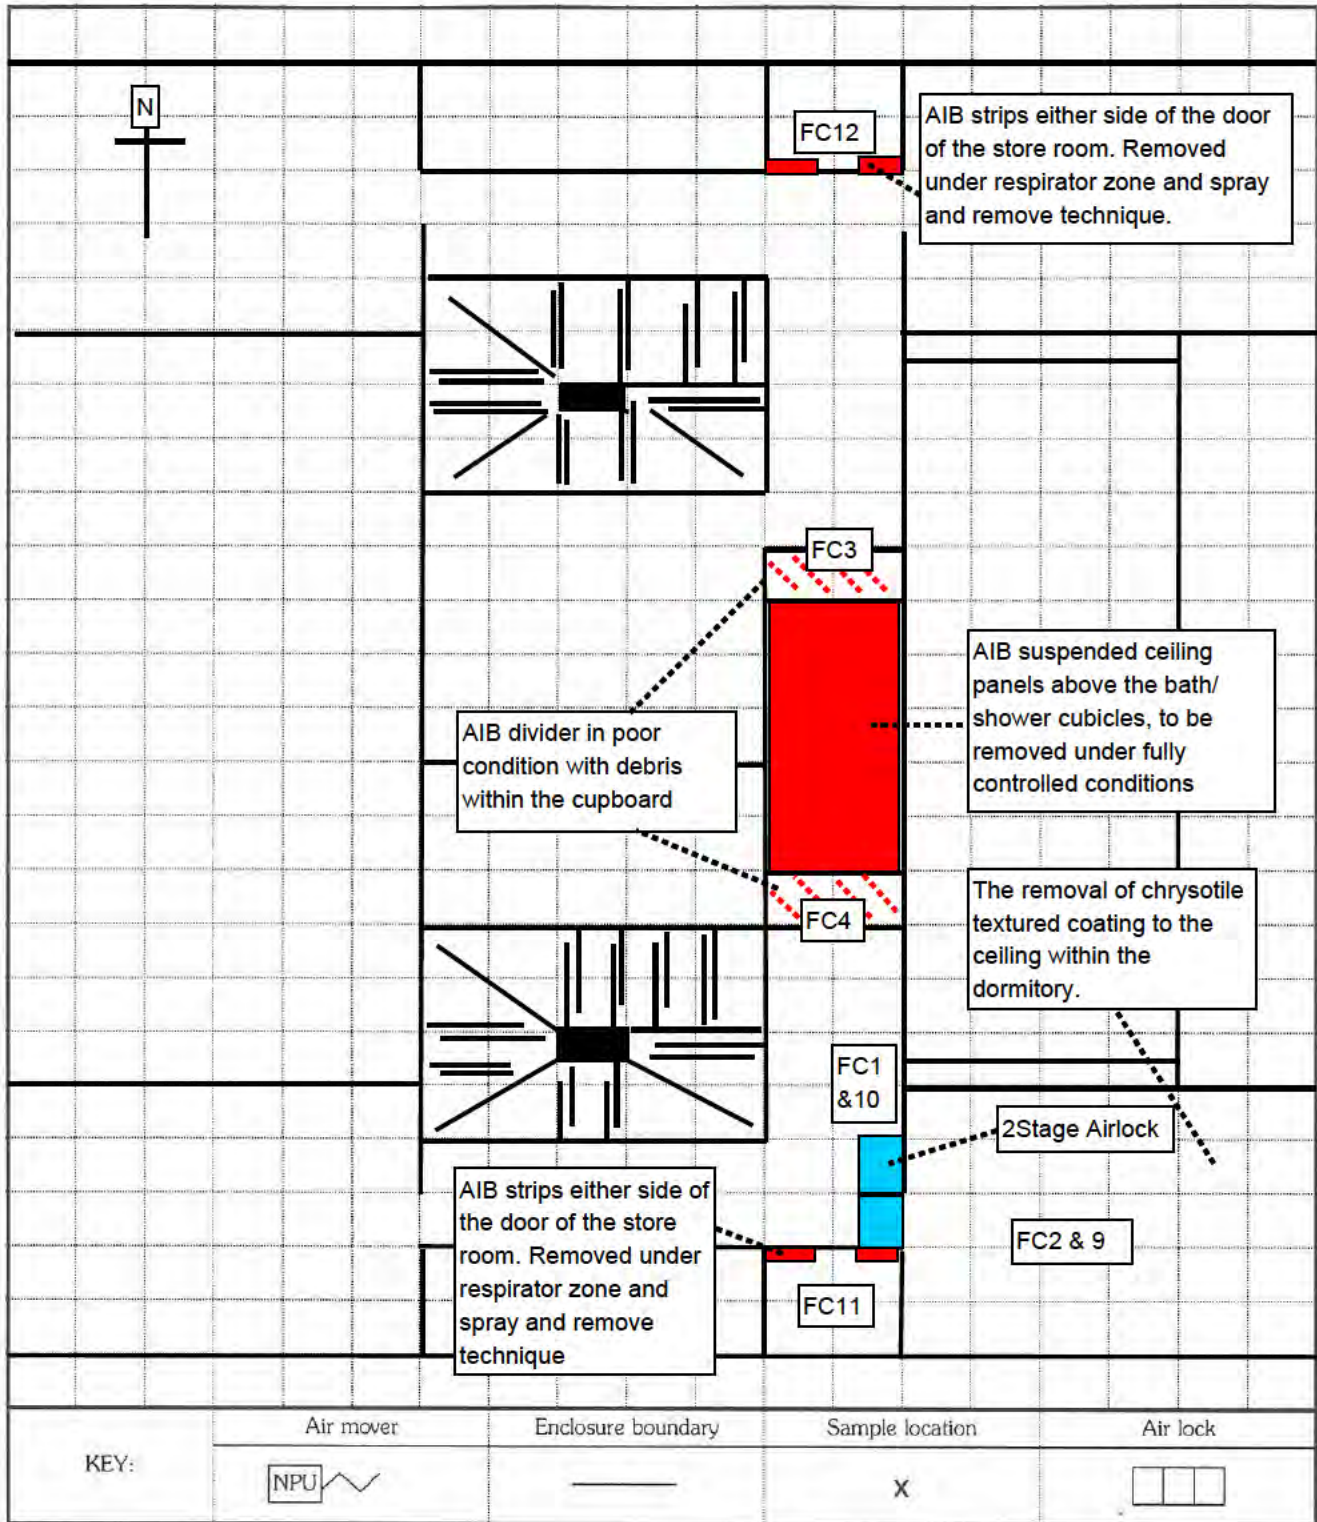 N
FC12
AIB strips either side of the door
of the store room. Removed
under respirator zone and spray
and remove technique.
FC3
AIB suspended ceiling
panels above the bath/
shower cubicles, to be
removed under fully
controlled conditions
AIB divider in poor
condition with debris
within the cupboard
The removal of chrysotile
textured coating to the
ceiling within the
dormitory.
FC4
FC1
&10
2Stage Airlock
AIB strips either side of
the door of the store
room. Removed under
respirator zone and
spray and remove
technique
FC2 & 9
FC11
KEY:
Air mover
Enclosure boundary
Sample location
Air lock
NPU
X